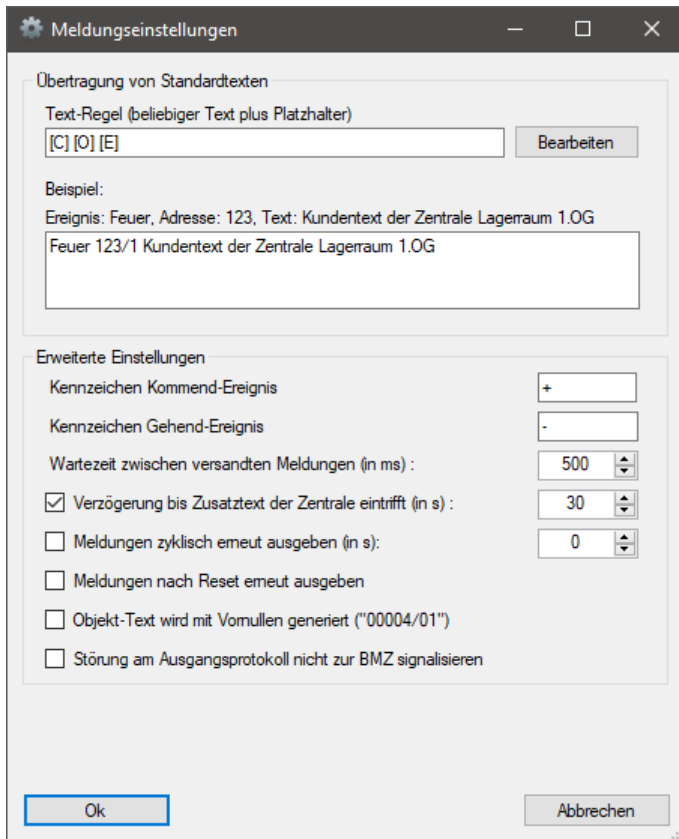 Meldungseinstellungen
Übertragung von Standardtexten
Text-Regel (beliebiger Text plus Platzhalter)
[C] [O] [E]
Bearbeiten
Beispiel:
Ereignis: Feuer, Adresse: 123, Text: Kundentext der Zentrale Lagerraum 1.OG
Feuer 123/1 Kundentext der Zentrale Lagerraum 1.OG
Erweiterte Einstellungen
Kennzeichen Kommend-Ereignis +
Kennzeichen Gehend-Ereignis -
Wartezeit zwischen versandten Meldungen (in ms) : 500
Verzögerung bis Zusatztext der Zentrale eintrifft (in s) : 30
Meldungen zyklisch erneut ausgeben (in s): 0
Meldungen nach Reset erneut ausgeben
Objekt-Text wird mit Vornullen generiert ("00004/01")
Störung am Ausgangsprotokoll nicht zur BMZ signalisieren
Ok Abbrechen